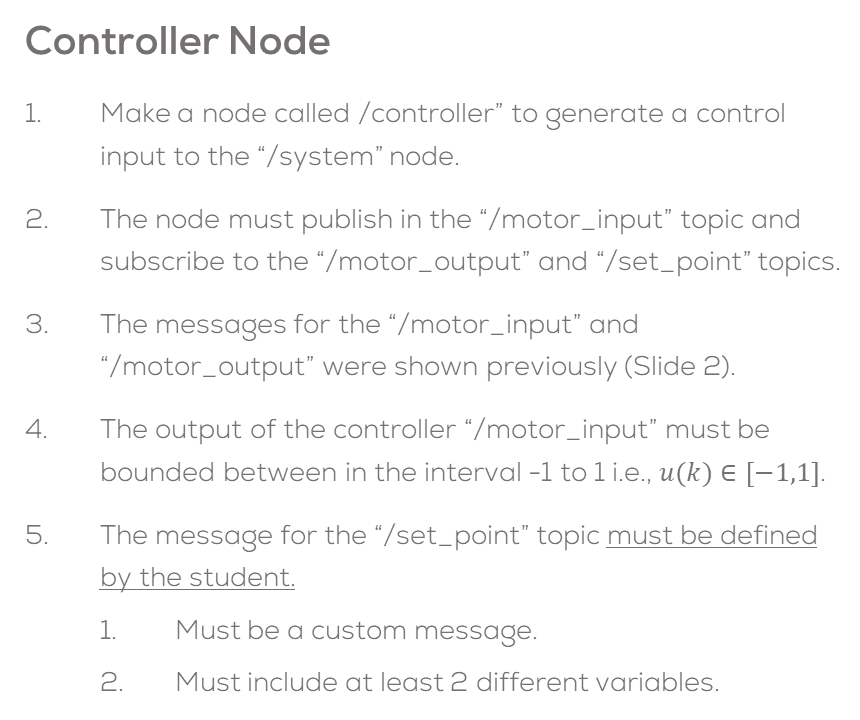 Controller Node
1. Make a node called /controller” to generate a control
input to the “/system” node.
2. The node must publish in the “/motor_input” topic and
subscribe to the “/motor_output” and “/set_point” topics.
3. The messages for the “/motor_input” and
“/motor_output” were shown previously (Slide 2).
4. The output of the controller “/motor_input” must be
bounded between in the interval -1 to 1 i.e., u(k) ∈ [−1,1].
5. The message for the “/set_point” topic must be defined
by the student.
1. Must be a custom message.
2. Must include at least 2 different variables.